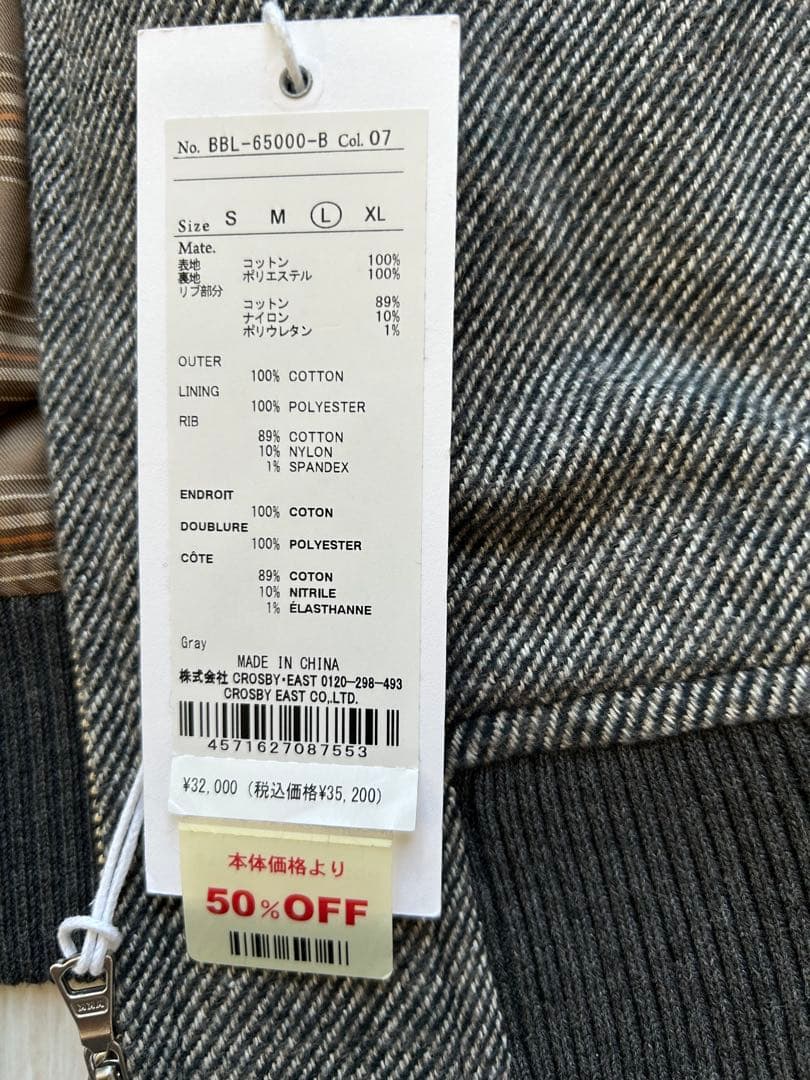 No. BBL-65000-B Col. 07
Size S M L XL
Mate.
表地 コットン 100%
裏地 ポリエステル 100%
リブ部分
コットン 89%
ナイロン 10%
ポリウレタン 1%
OUTER
100% COTTON
LINING
100% POLYESTER
RIB
89% COTTON
10% NYLON
1% SPANDEX
ENDROIT
100% COTON
DOUBLURE
100% POLYESTER
CÔTE
89% COTON
10% NITRILE
1% ÉLASTHANNE
Gray
MADE IN CHINA
株式会社 CROSBY・EAST 0120-298-493
CROSBY EAST CO,.LTD.
4571627087553
¥32,000 (税込価格¥35,200)
本体価格より
50%OFF
YKK